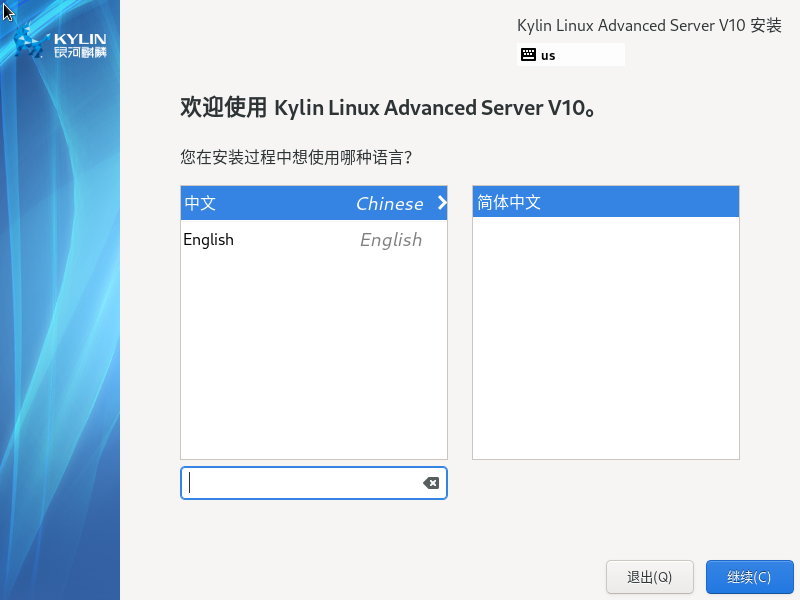 KYLIN
银河麒麟
Kylin Linux Advanced Server V10 安装
us
欢迎使用 Kylin Linux Advanced Server V10。
您在安装过程中想使用哪种语言？
中文 Chinese
English English
简体中文
退出(Q)
继续(C)